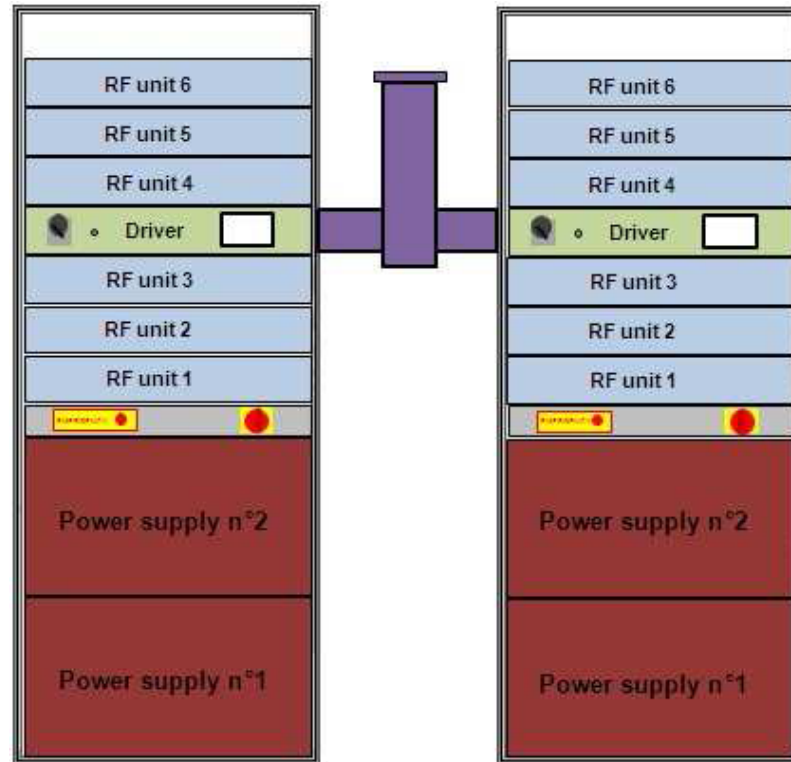 RF unit 6
RF unit 5
RF unit 4
Driver
RF unit 3
RF unit 2
RF unit 1
Power supply n°2
Power supply n°1
RF unit 6
RF unit 5
RF unit 4
Driver
RF unit 3
RF unit 2
RF unit 1
Power supply n°2
Power supply n°1